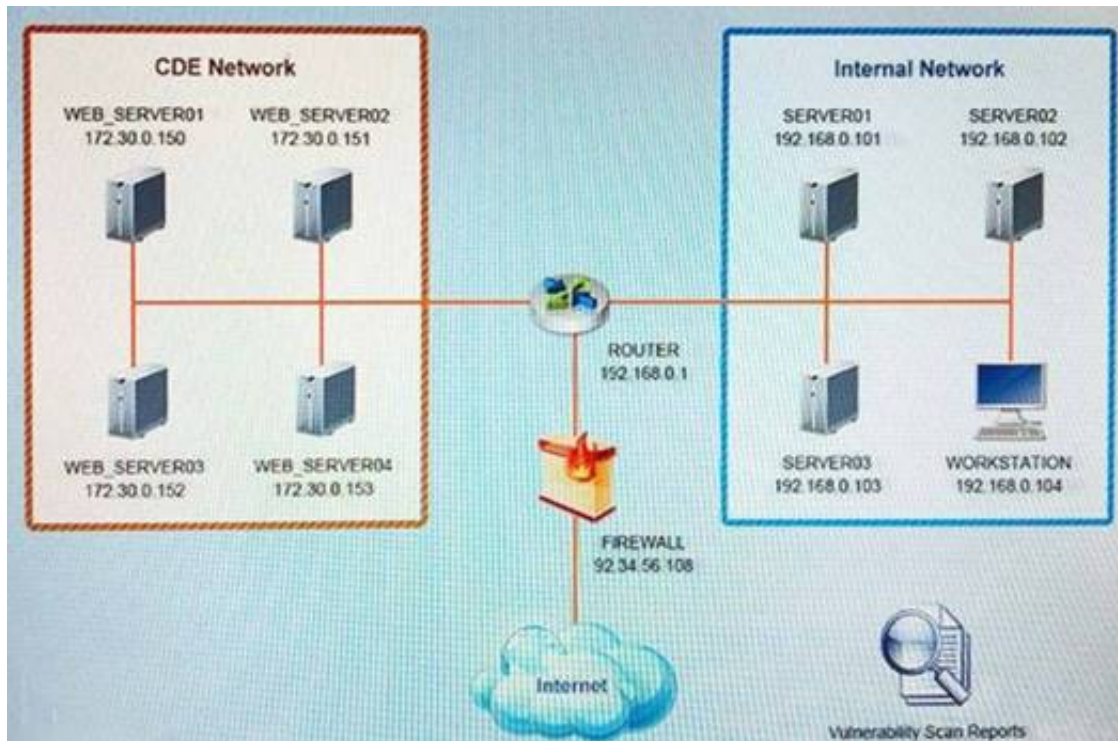 CDE Network
WEB_SERVER01
172.30.0.150
WEB_SERVER02
172.30.0.151
WEB_SERVER03
172.30.0.152
WEB_SERVER04
172.30.0.153
ROUTER
192.168.0.1
FIREWALL
92.34.56.108
Internet
Internal Network
SERVER01
192.168.0.101
SERVER02
192.168.0.102
SERVER03
192.168.0.103
WORKSTATION
192.168.0.104
Vulnerability Scan Reports